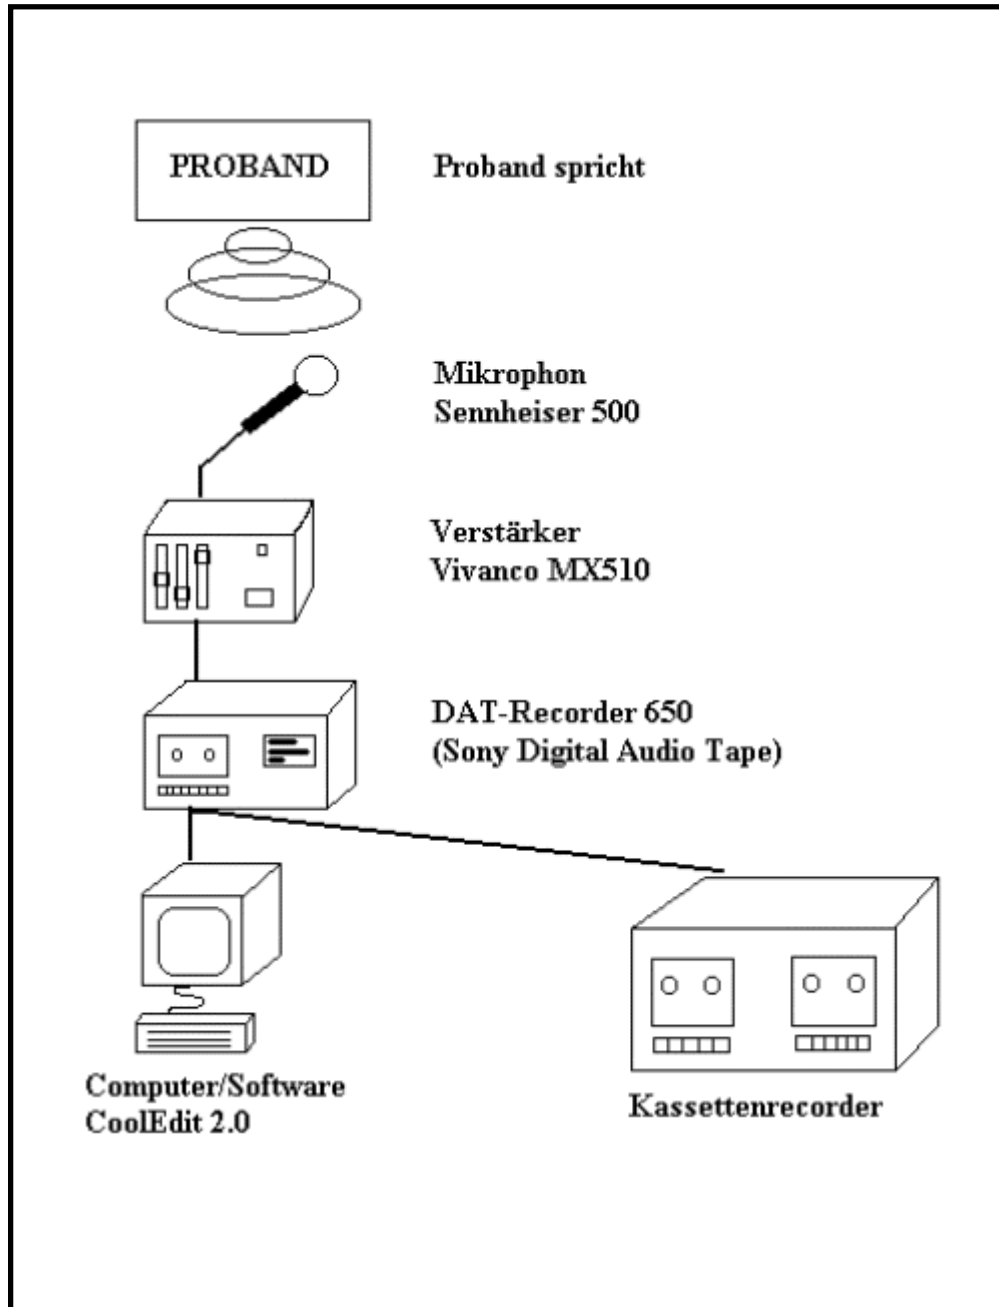 PROBAND
Proband spricht
Mikrophon
Sennheiser 500
Verstärker
Vivanco MX510
DAT-Recorder 650
(Sony Digital Audio Tape)
Computer/Software
CoolEdit 2.0
Kassettenrecorder